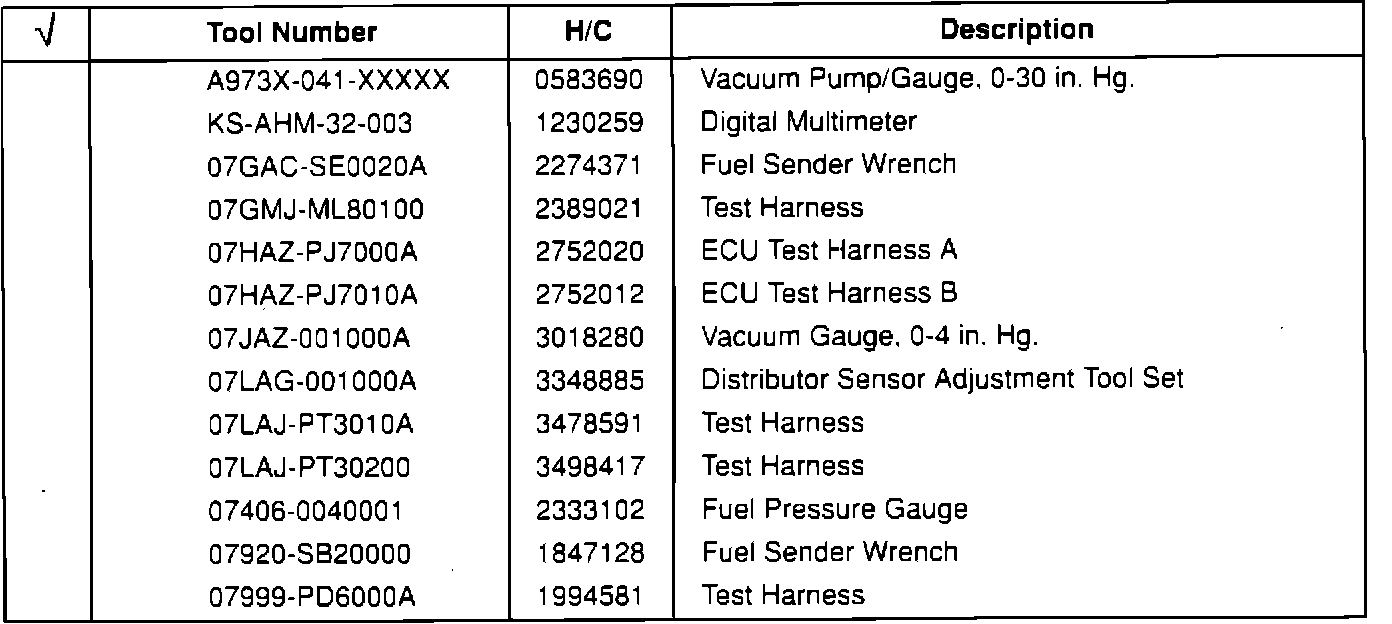 √ Tool Number H/C Description
A973X-041-XXXXX 0583690 Vacuum Pump/Gauge, 0-30 in. Hg.
KS-AHM-32-003 1230259 Digital Multimeter
07GAC-SE0020A 2274371 Fuel Sender Wrench
07GMJ-ML80100 2389021 Test Harness
07HAZ-PJ7000A 2752020 ECU Test Harness A
07HAZ-PJ7010A 2752012 ECU Test Harness B
07JAZ-001000A 3018280 Vacuum Gauge, 0-4 in. Hg.
07LAG-001000A 3348885 Distributor Sensor Adjustment Tool Set
07LAJ-PT3010A 3478591 Test Harness
07LAJ-PT30200 3498417 Test Harness
07406-0040001 2333102 Fuel Pressure Gauge
07920-SB20000 1847128 Fuel Sender Wrench
07999-PD6000A 1994581 Test Harness